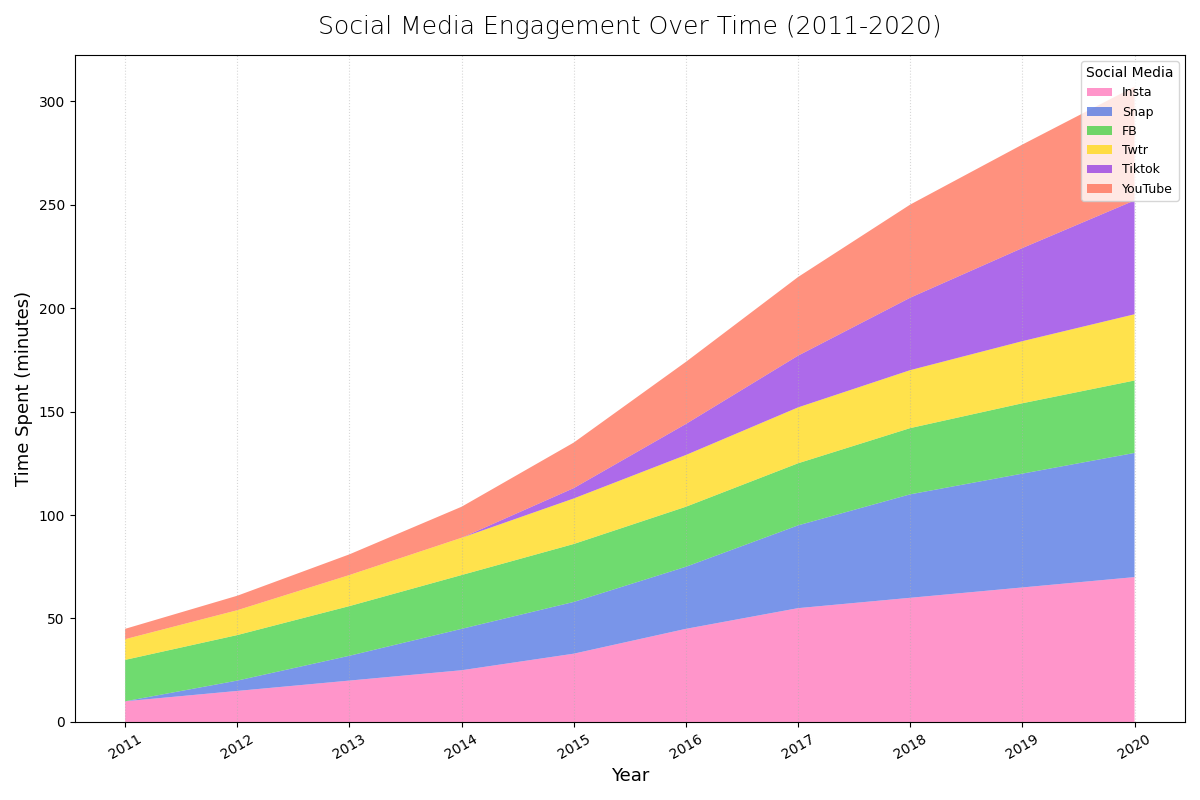 Social Media Engagement Over Time (2011-2020)
Social Media
Insta
Snap
FB
Twtr
Tiktok
YouTube
Time Spent (minutes)
300
250
200
150
100
50
0
2011 2012 2013 2014 2015 2016 2017 2018 2019 2020
Year